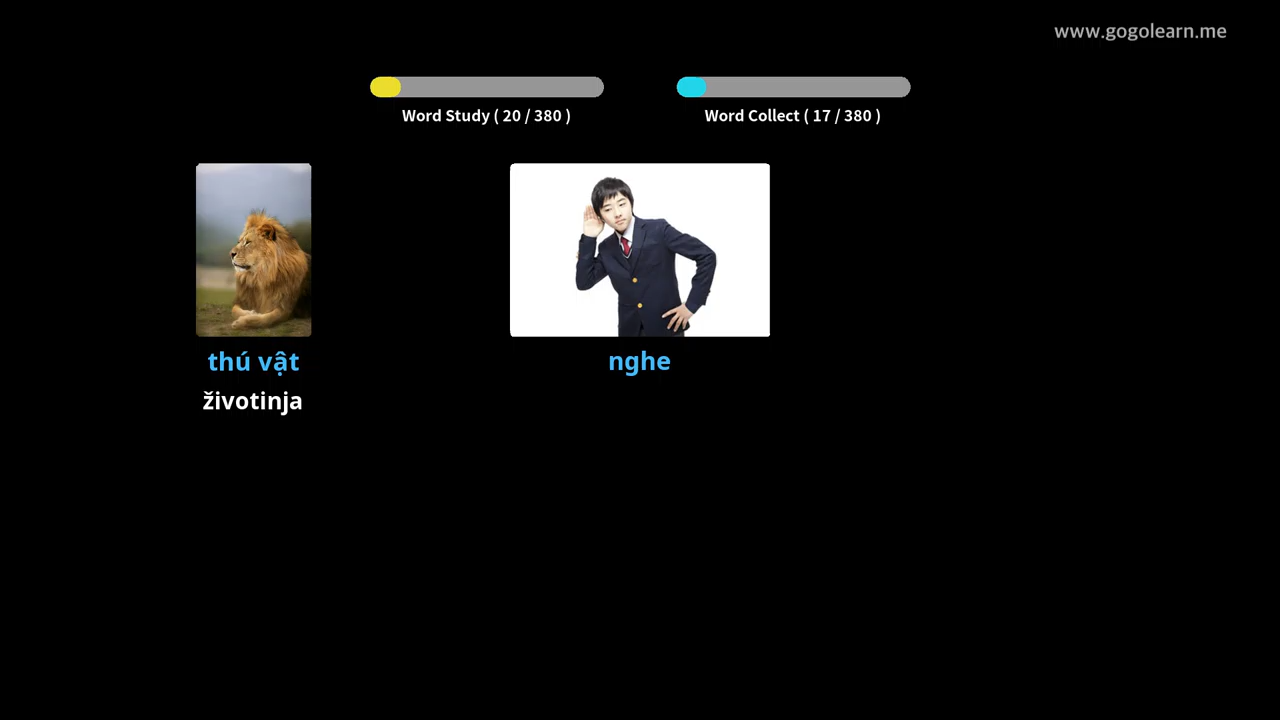 www.gogolearn.me
Word Study ( 20 / 380 )
Word Collect ( 17 / 380 )
thú vật
životinja
nghe